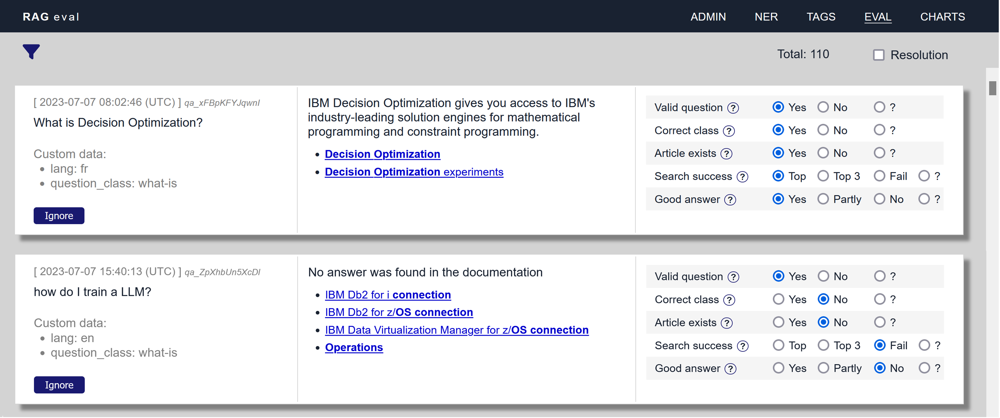 RAG eval
ADMIN NER TAGS EVAL CHARTS
Total: 110 Resolution
[ 2023-07-07 08:02:46 (UTC) ] qa_xFBpKFYJqwnI
What is Decision Optimization?
Custom data:
• lang: fr
• question_class: what-is
Ignore
IBM Decision Optimization gives you access to IBM's
industry-leading solution engines for mathematical
programming and constraint programming.
• Decision Optimization
• Decision Optimization experiments
Valid question ? Yes No ?
Correct class ? Yes No ?
Article exists ? Yes No ?
Search success ? Top Top 3 Fail ?
Good answer ? Yes Partly No ?
[ 2023-07-07 15:40:13 (UTC) ] qa_ZpXhbUn5XcDI
how do I train a LLM?
Custom data:
• lang: en
• question_class: what-is
Ignore
No answer was found in the documentation
• IBM Db2 for i connection
• IBM Db2 for z/OS connection
• IBM Data Virtualization Manager for z/OS connection
• Operations
Valid question ? Yes No ?
Correct class ? Yes No ?
Article exists ? Yes No ?
Search success ? Top Top 3 Fail ?
Good answer ? Yes Partly No ?